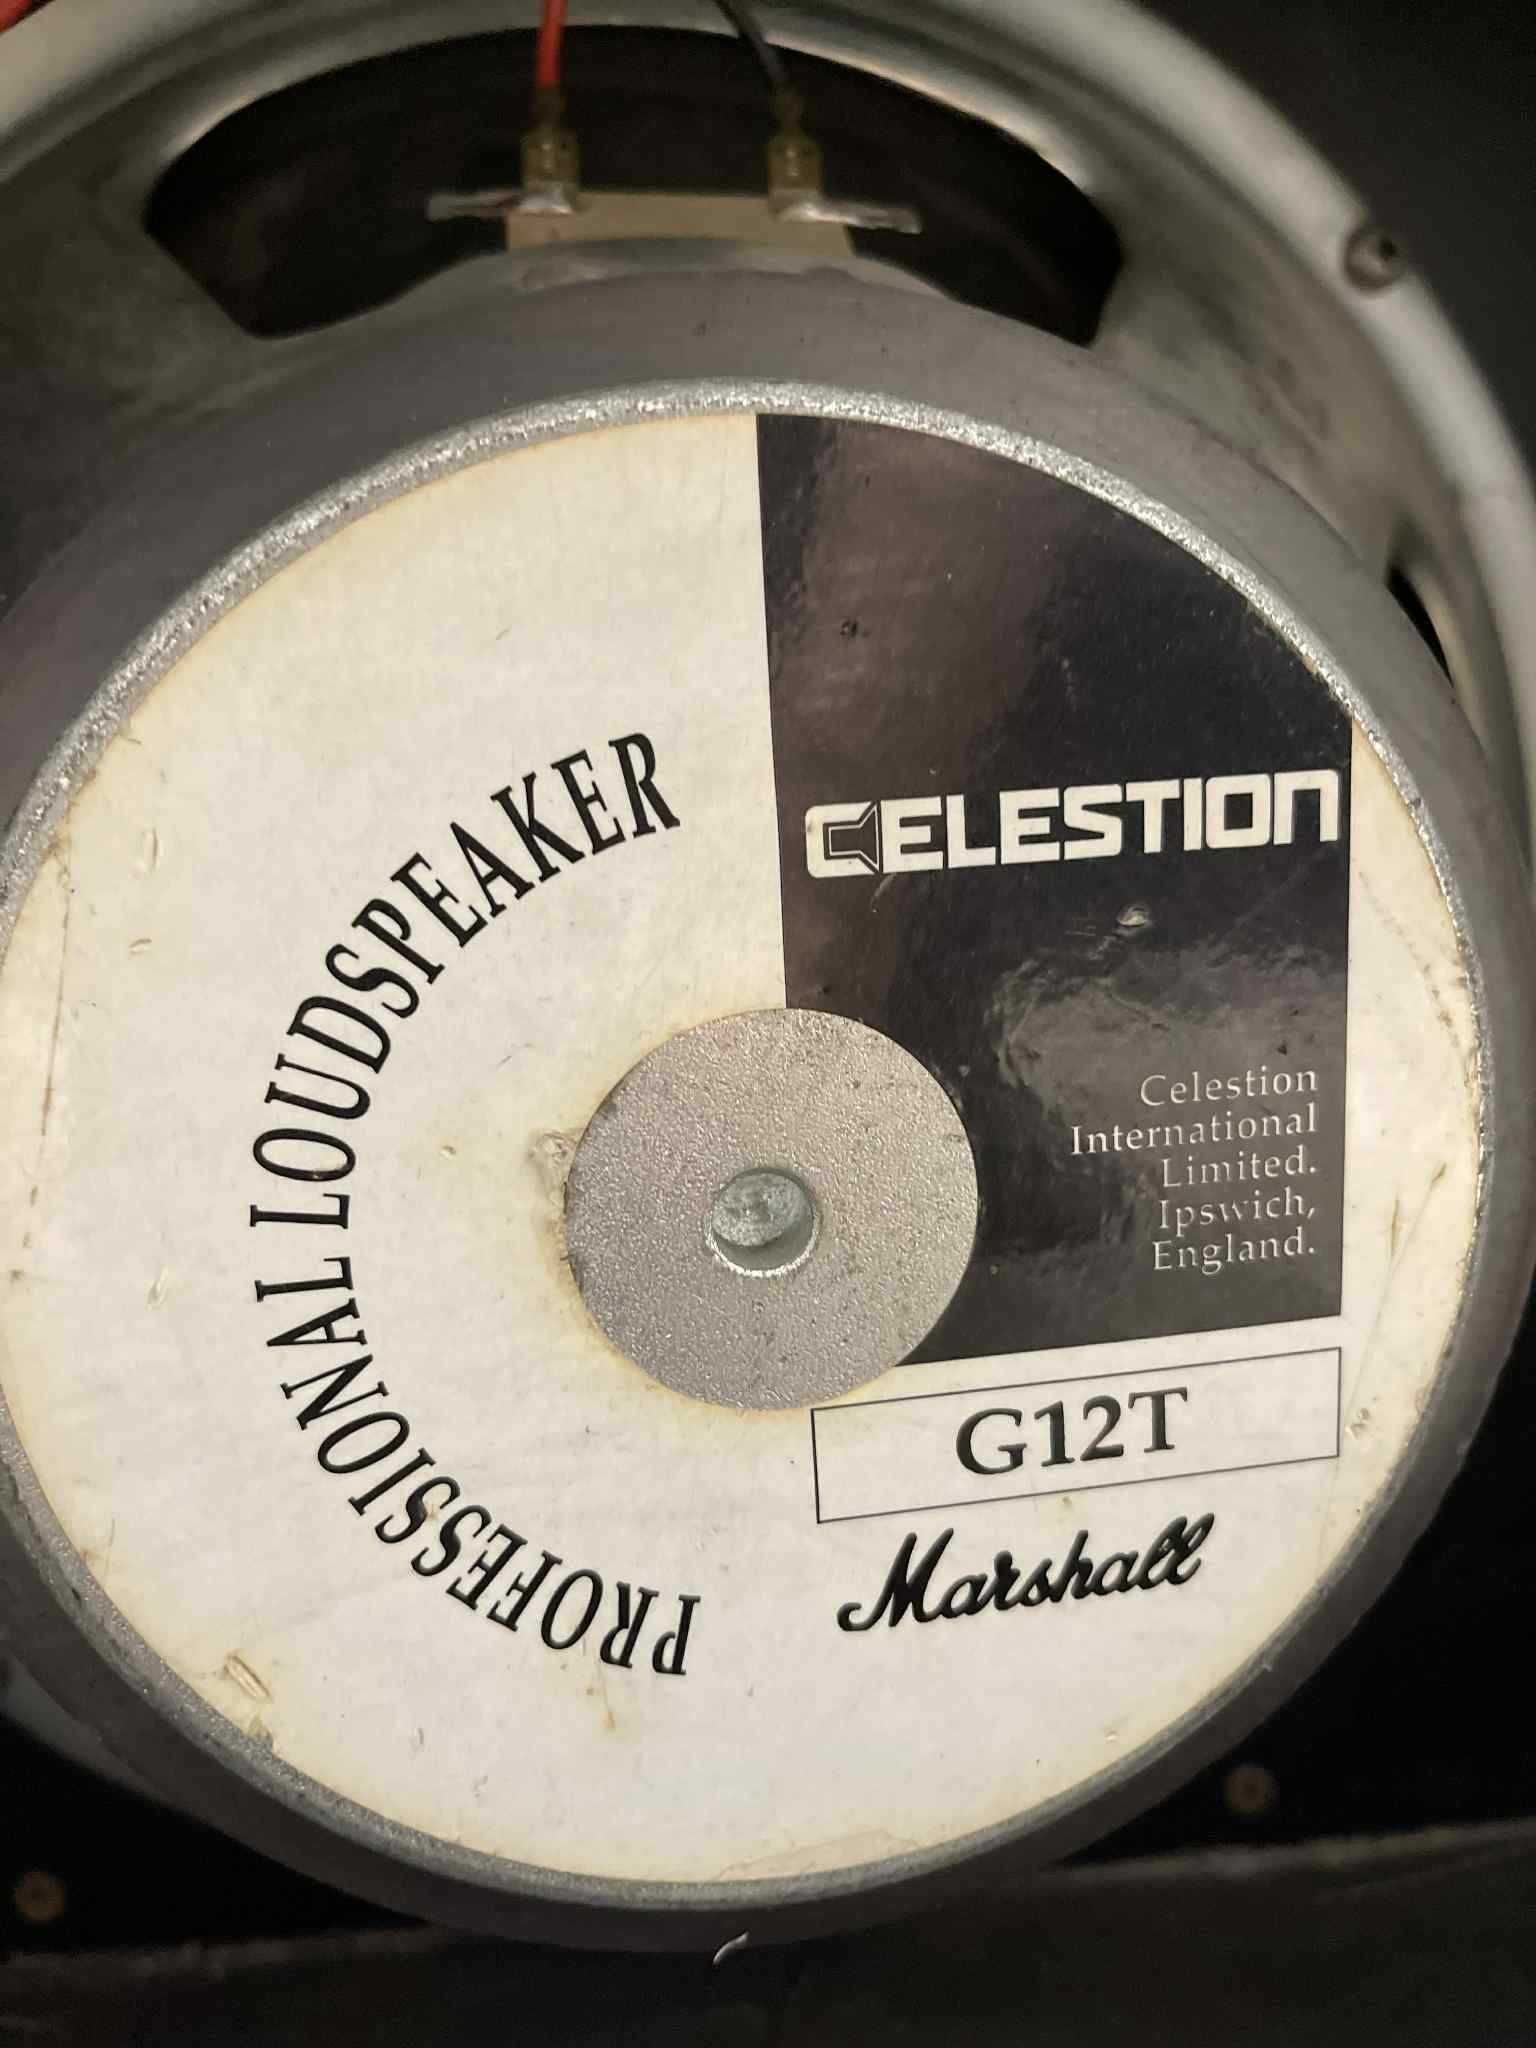 PROFESSIONAL LOUDSPEAKER
CELESTION
Celestion
International
Limited.
Ipswich,
England.
G12T
Marshall